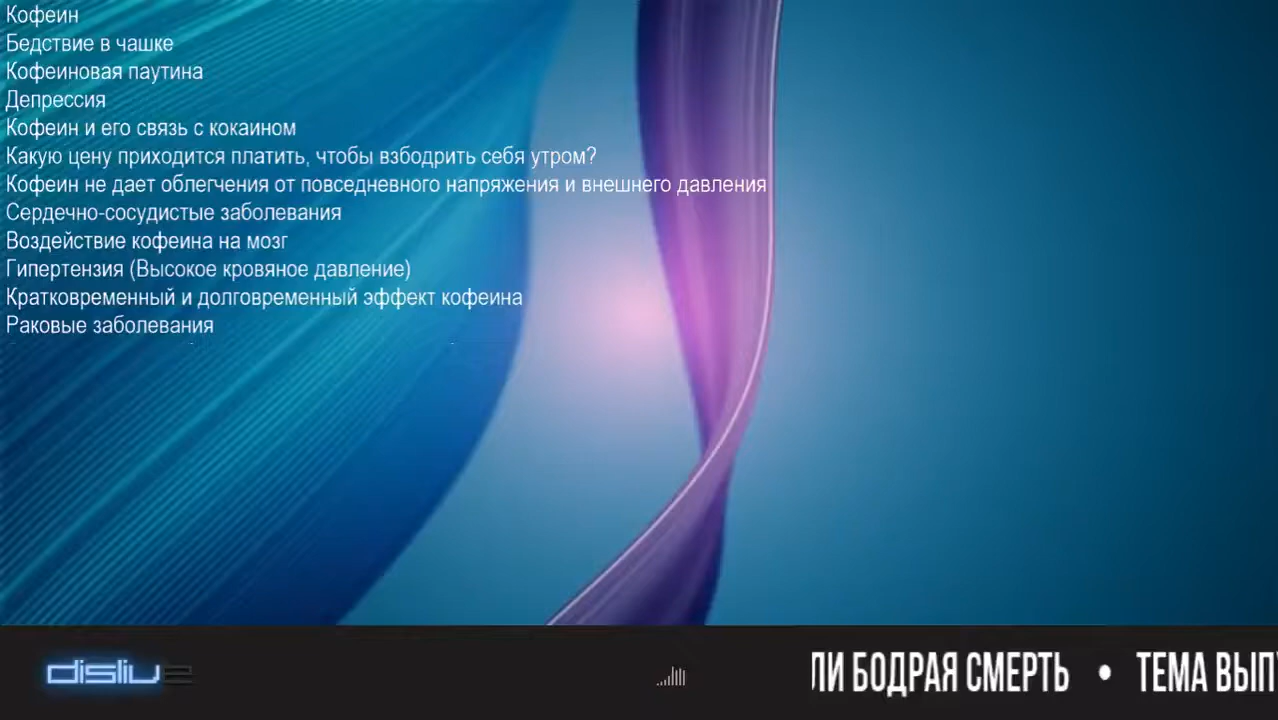 Кофеин
Бедствие в чашке
Кофеиновая паутина
Депрессия
Кофеин и его связь с кокаином
Какую цену приходится платить, чтобы взбодрить себя утром?
Кофеин не дает облегчения от повседневного напряжения и внешнего давления
Сердечно-сосудистые заболевания
Воздействие кофеина на мозг
Гипертензия (Высокое кровяное давление)
Кратковременный и долговременный эффект кофеина
Раковые заболевания
disliv
БОДРАЯ СМЕРТЬ • ТЕМА